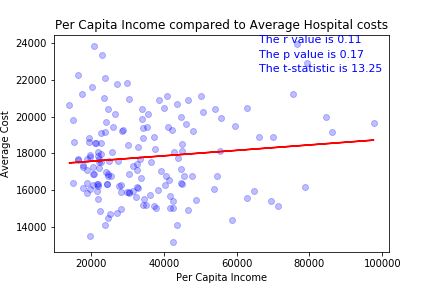 Per Capita Income compared to Average Hospital costs
The r value is 0.11
The p value is 0.17
The t-statistic is 13.25
24000
22000
20000
18000
16000
14000
Average Cost
20000 40000 60000 80000 100000
Per Capita Income